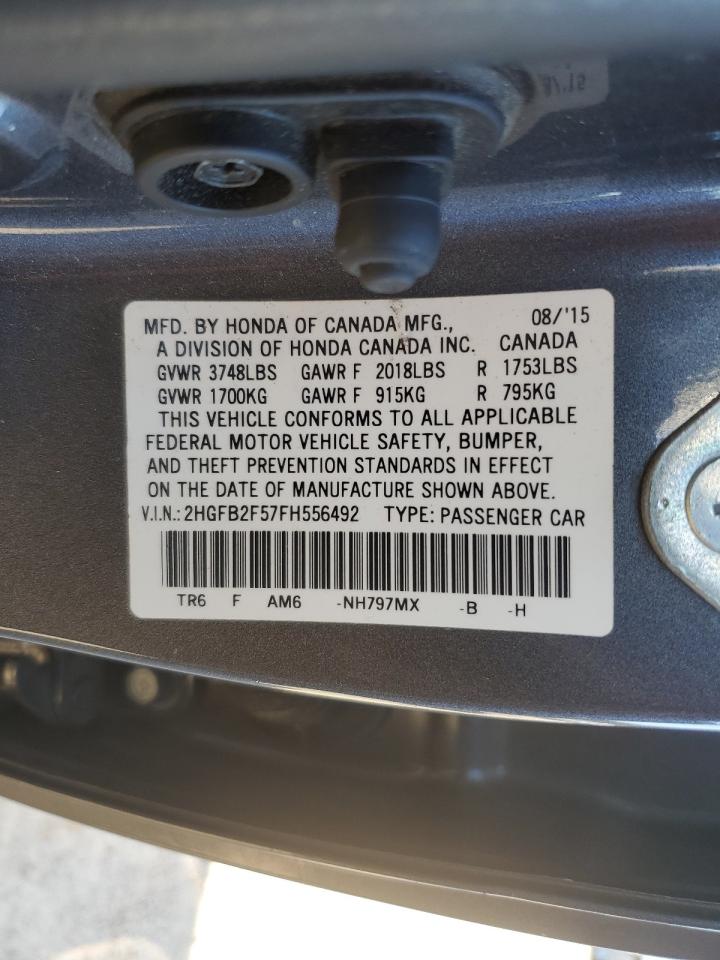 MFD. BY HONDA OF CANADA MFG., 08/'15
A DIVISION OF HONDA CANADA INC. CANADA
GVWR 3748LBS GAWR F 2018LBS R 1753LBS
GVWR 1700KG GAWR F 915KG R 795KG
THIS VEHICLE CONFORMS TO ALL APPLICABLE
FEDERAL MOTOR VEHICLE SAFETY, BUMPER,
AND THEFT PREVENTION STANDARDS IN EFFECT
ON THE DATE OF MANUFACTURE SHOWN ABOVE.
V.I.N.: 2HGFB2F57FH556492 TYPE: PASSENGER CAR
TR6 F AM6 -NH797MX -B -H